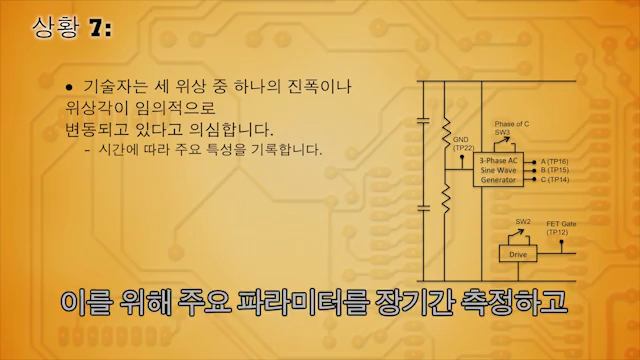 상황 7:
● 기술자는 세 위상 중 하나의 진폭이나
위상각이 임의적으로
변동되고 있다고 의심합니다.
– 시간에 따라 주요 특성을 기록합니다.
Phase of C
SW3
GND
(TP22)
3-Phase AC
Sine Wave
Generator
A (TP16)
B (TP15)
C (TP14)
SW2
FET Gate
(TP12)
Drive
이를 위해 주요 파라미터를 장기간 측정하고